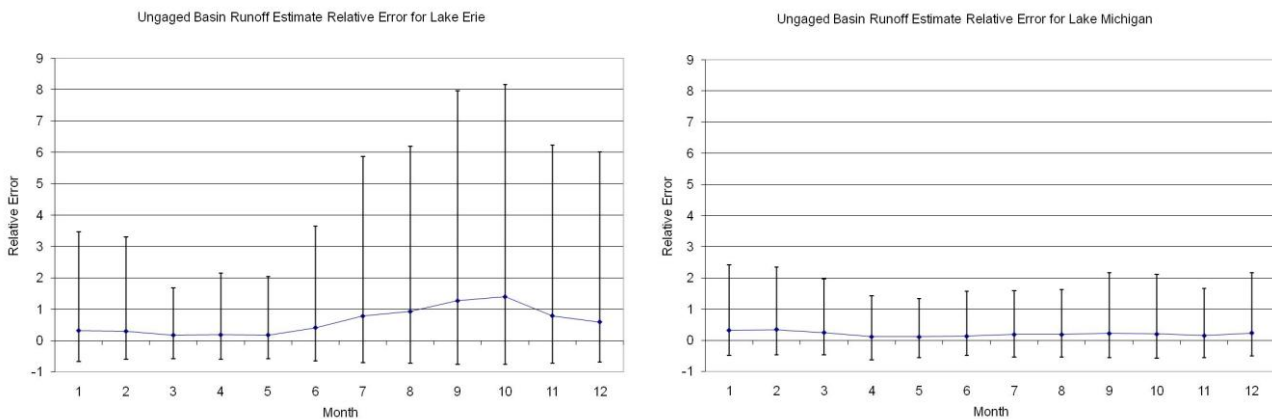 Ungaged Basin Runoff Estimate Relative Error for Lake Erie
9
8
7
6
5
4
3
2
1
0
-1
Relative Error
1 2 3 4 5 6 7 8 9 10 11 12
Month
Ungaged Basin Runoff Estimate Relative Error for Lake Michigan
9
8
7
6
5
4
3
2
1
0
-1
Relative Error
1 2 3 4 5 6 7 8 9 10 11 12
Month